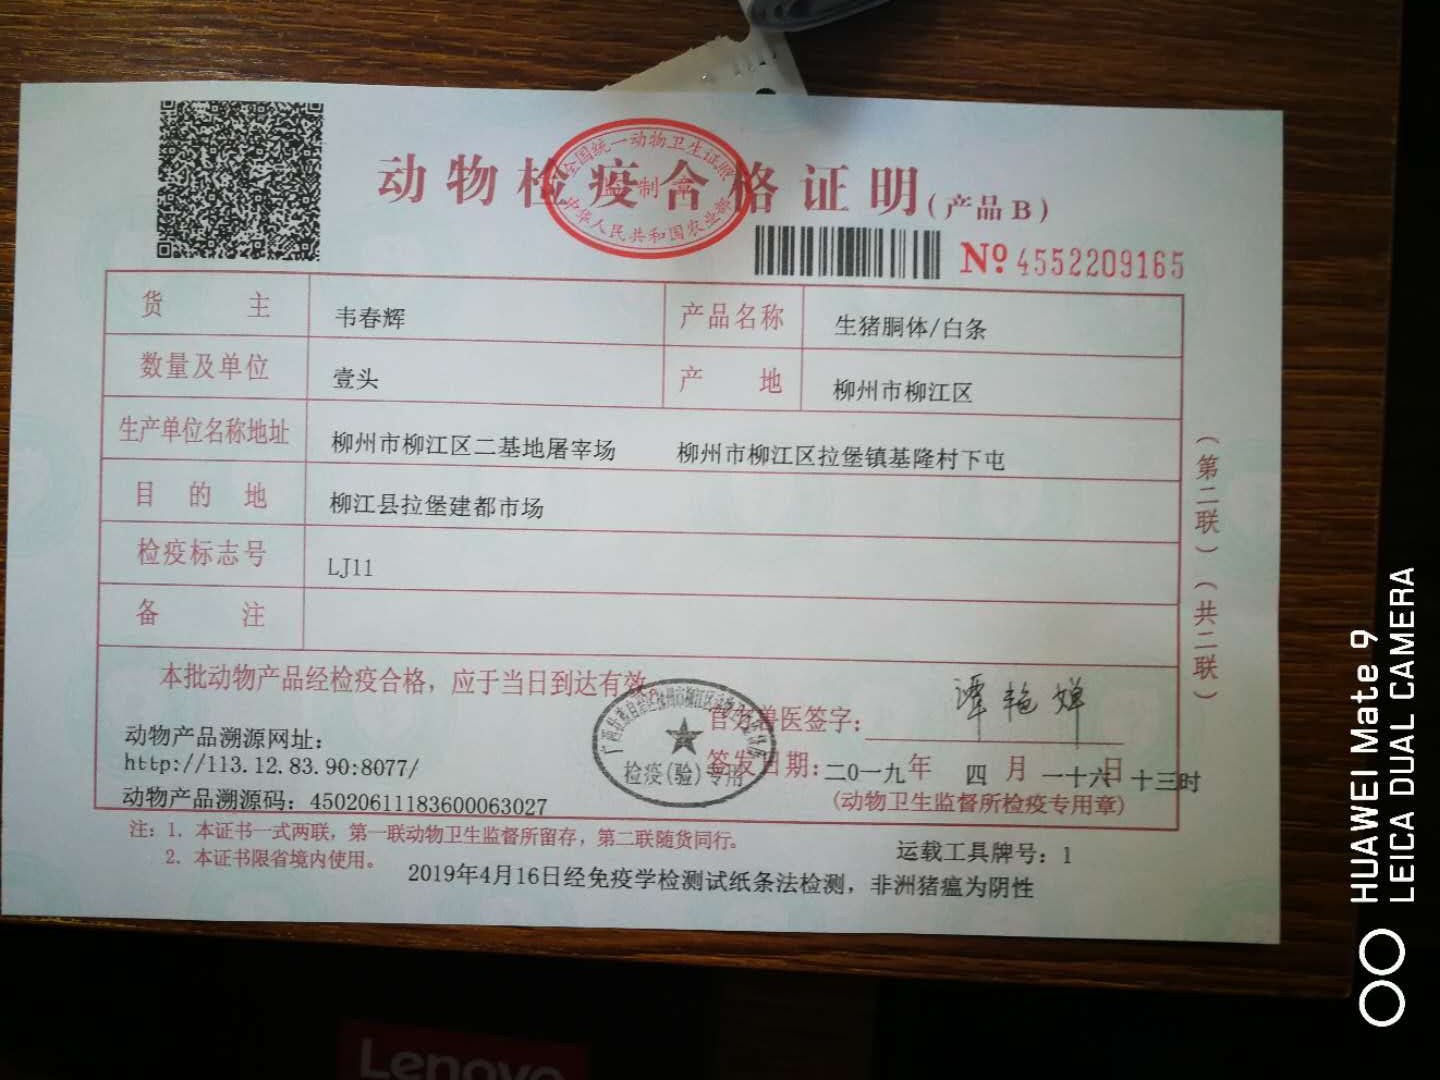 动物检疫合格证明(产品B)
全国统一动物卫生证照
监制章
中华人民共和国农业部
№4552209165
货主 韦春辉 产品名称 生猪胴体/白条
数量及单位 壹头 产地 柳州市柳江区
生产单位名称地址 柳州市柳江区二基地屠宰场 柳州市柳江区拉堡镇基隆村下屯
目的地 柳江县拉堡建都市场
检疫标志号 LJ11
备注
(第二联)(共二联)
本批动物产品经检疫合格,应于当日到达有效。
官方兽医签字: 谭艳婵
动物产品溯源网址:
http://113.12.83.90:8077/
检疫(验)专用
签发日期:二0一九年 四月 一十六日 十三时
动物产品溯源码:45020611183600063027
(动物卫生监督所检疫专用章)
注: 1. 本证书一式两联,第一联动物卫生监督所留存,第二联随货同行。
2. 本证书限省境内使用。
运载工具牌号:1
2019年4月16日经免疫学检测试纸条法检测,非洲猪瘟为阴性
Lenovo
HUAWEI Mate 9
LEICA DUAL CAMERA